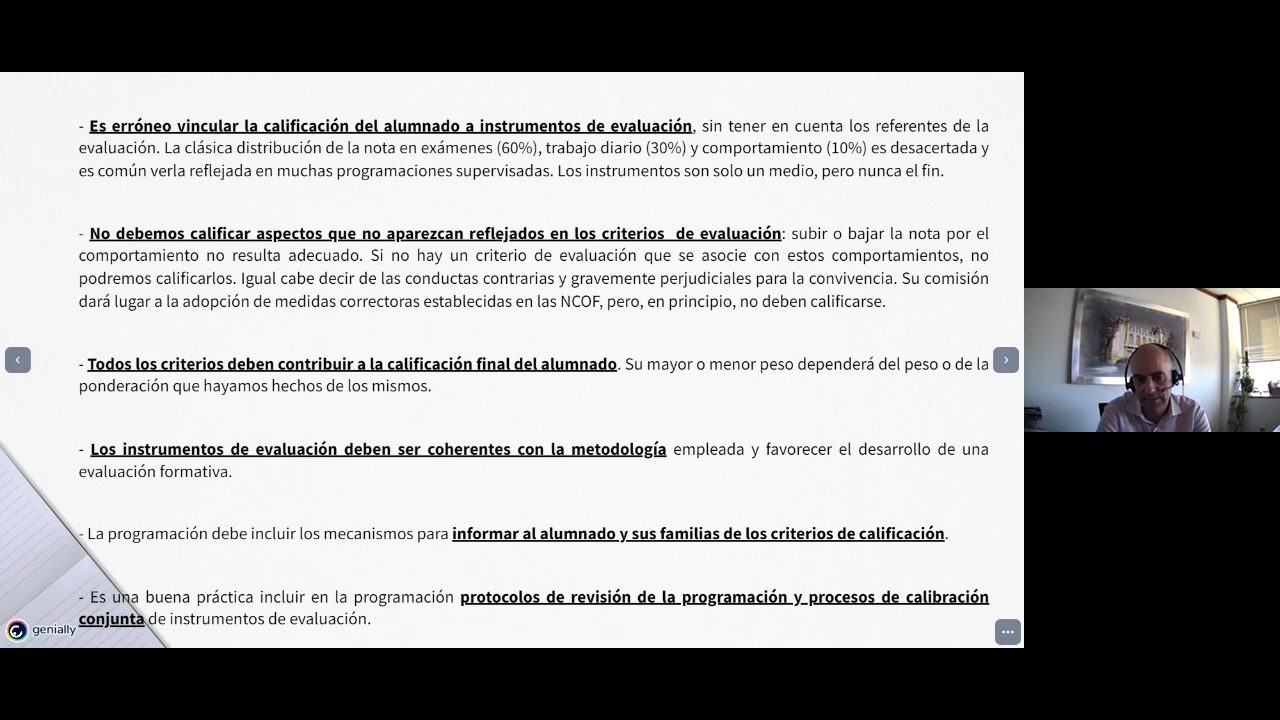 - Es erróneo vincular la calificación del alumnado a instrumentos de evaluación, sin tener en cuenta los referentes de la
evaluación. La clásica distribución de la nota en exámenes (60%), trabajo diario (30%) y comportamiento (10%) es desacertada y
es común verla reflejada en muchas programaciones supervisadas. Los instrumentos son solo un medio, pero nunca el fin.
- No debemos calificar aspectos que no aparezcan reflejados en los criterios de evaluación: subir o bajar la nota por el
comportamiento no resulta adecuado. Si no hay un criterio de evaluación que se asocie con estos comportamientos, no
podremos calificarlos. Igual cabe decir de las conductas contrarias y gravemente perjudiciales para la convivencia. Su comisión
dará lugar a la adopción de medidas correctoras establecidas en las NCOF, pero, en principio, no deben calificarse.
- Todos los criterios deben contribuir a la calificación final del alumnado. Su mayor o menor peso dependerá del peso o de la
ponderación que hayamos hechos de los mismos.
- Los instrumentos de evaluación deben ser coherentes con la metodología empleada y favorecer el desarrollo de una
evaluación formativa.
- La programación debe incluir los mecanismos para informar al alumnado y sus familias de los criterios de calificación.
- Es una buena práctica incluir en la programación protocolos de revisión de la programación y procesos de calibración
conjunta de instrumentos de evaluación.
genially